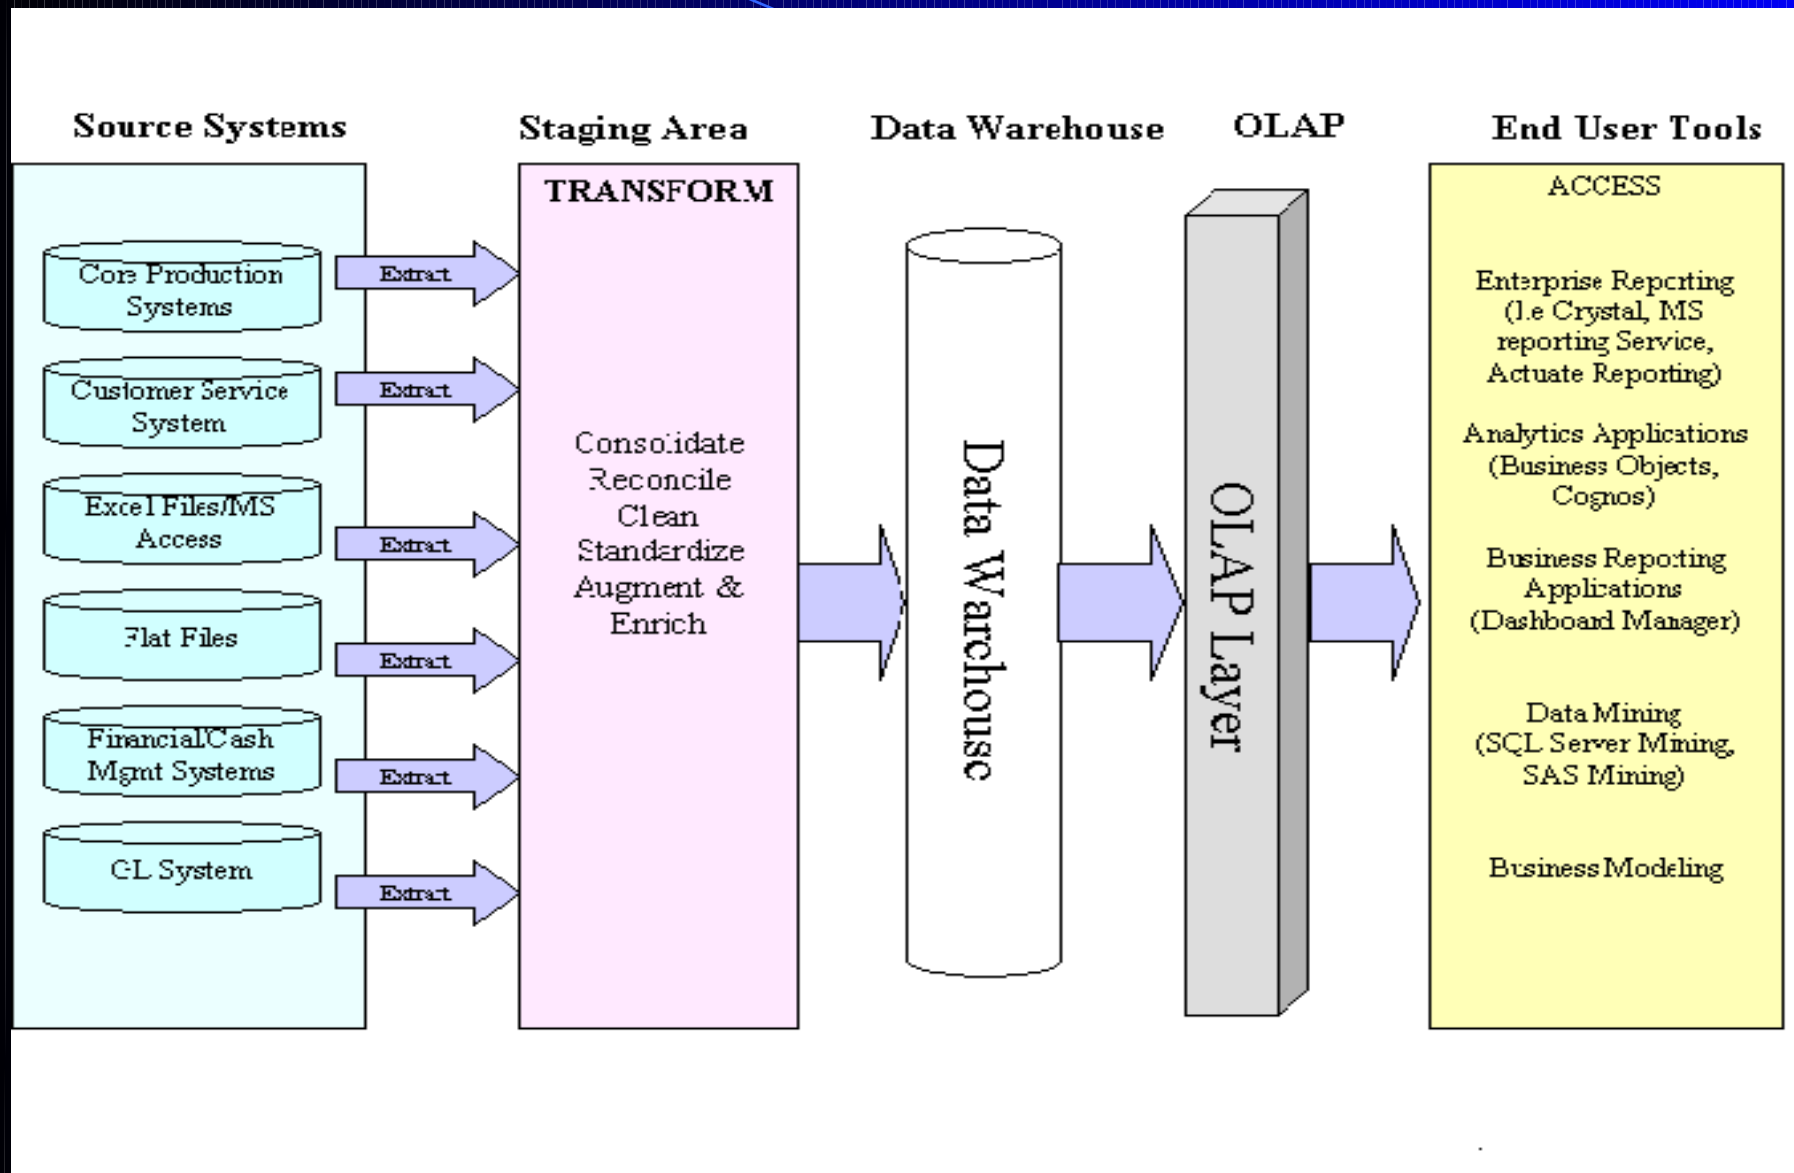 Source Systems
Staging Area
Data Warehouse
OLAP
End User Tools
Core Production
Systems
Customer Service
System
Excel Files/MS
Access
Flat Files
Financial/Cash
Mgmt Systems
GL System
Extract
Extract
Extract
Extract
Extract
Extract
TRANSFORM
Consolidate
Reconcile
Clean
Standardize
Augment &
Enrich
Data Warehouse
OLAP Layer
ACCESS
Enterprise Reporting
(I.e Crystal, MS
reporting Service,
Actuate Reporting)
Analytics Applications
(Business Objects,
Cognos)
Business Reporting
Applications
(Dashboard Manager)
Data Mining
(SQL Server Mining,
SAS Mining)
Business Modeling